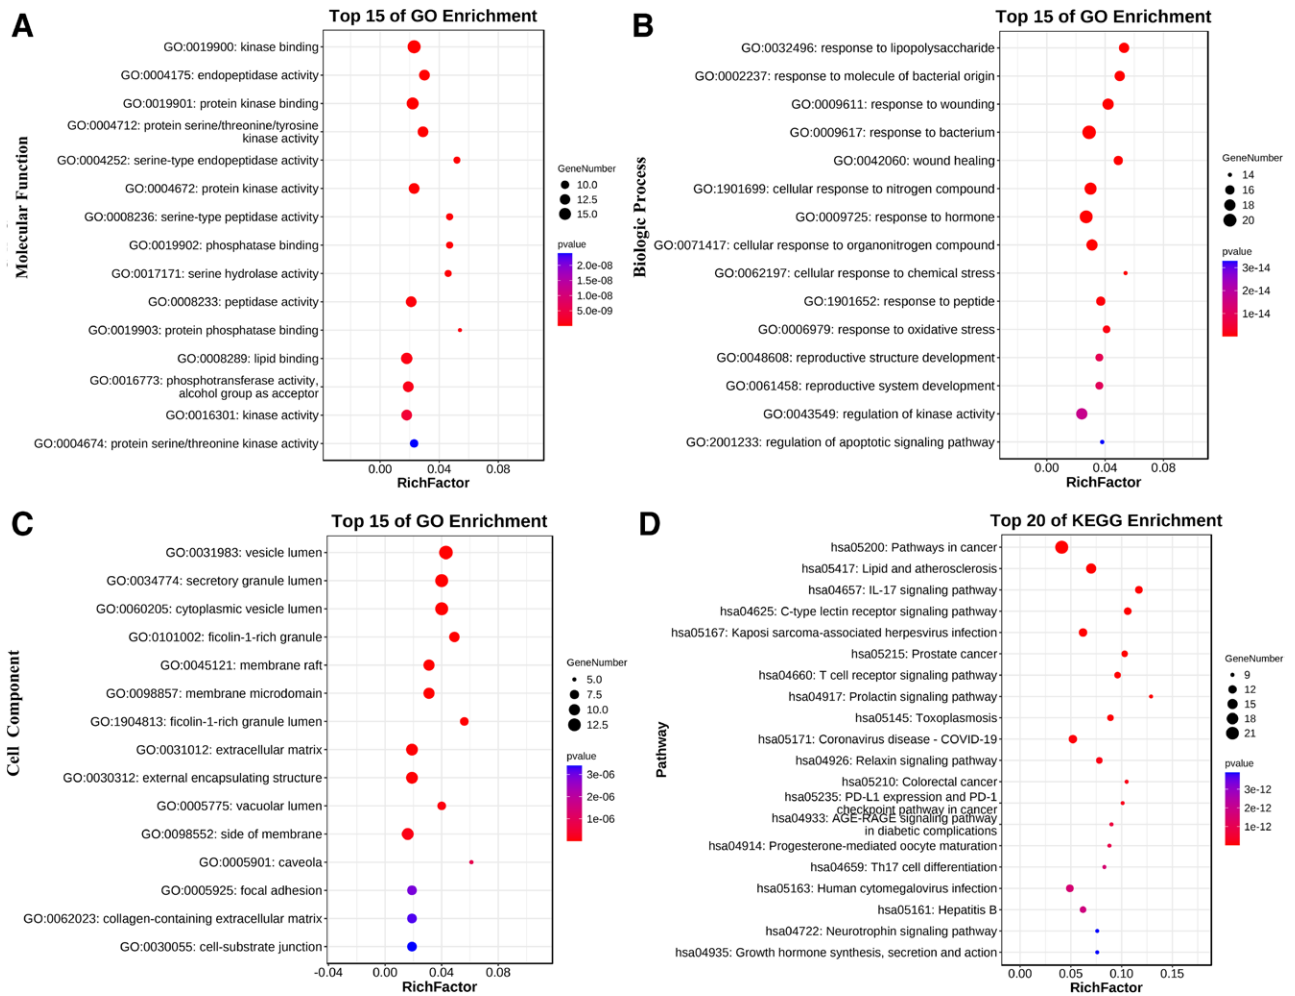 A
Top 15 of GO Enrichment
Molecular Function
GO:0019900: kinase binding
GO:0004175: endopeptidase activity
GO:0019901: protein kinase binding
GO:0004712: protein serine/threonine/tyrosine
kinase activity
GO:0004252: serine-type endopeptidase activity
GO:0004672: protein kinase activity
GO:0008236: serine-type peptidase activity
GO:0019902: phosphatase binding
GO:0017171: serine hydrolase activity
GO:0008233: peptidase activity
GO:0019903: protein phosphatase binding
GO:0008289: lipid binding
GO:0016773: phosphotransferase activity,
alcohol group as acceptor
GO:0016301: kinase activity
GO:0004674: protein serine/threonine kinase activity
0.00 0.04 0.08
RichFactor
GeneNumber
10.0
12.5
15.0
pvalue
2.0e-08
1.5e-08
1.0e-08
5.0e-09
B
Top 15 of GO Enrichment
Biologic Process
GO:0032496: response to lipopolysaccharide
GO:0002237: response to molecule of bacterial origin
GO:0009611: response to wounding
GO:0009617: response to bacterium
GO:0042060: wound healing
GO:1901699: cellular response to nitrogen compound
GO:0009725: response to hormone
GO:0071417: cellular response to organonitrogen compound
GO:0062197: cellular response to chemical stress
GO:1901652: response to peptide
GO:0006979: response to oxidative stress
GO:0048608: reproductive structure development
GO:0061458: reproductive system development
GO:0043549: regulation of kinase activity
GO:2001233: regulation of apoptotic signaling pathway
0.00 0.04 0.08
RichFactor
GeneNumber
14
16
18
20
pvalue
3e-14
2e-14
1e-14
C
Top 15 of GO Enrichment
Cell Component
GO:0031983: vesicle lumen
GO:0034774: secretory granule lumen
GO:0060205: cytoplasmic vesicle lumen
GO:0101002: ficolin-1-rich granule
GO:0045121: membrane raft
GO:0098857: membrane microdomain
GO:1904813: ficolin-1-rich granule lumen
GO:0031012: extracellular matrix
GO:0030312: external encapsulating structure
GO:0005775: vacuolar lumen
GO:0098552: side of membrane
GO:0005901: caveola
GO:0005925: focal adhesion
GO:0062023: collagen-containing extracellular matrix
GO:0030055: cell-substrate junction
-0.04 0.00 0.04 0.08
RichFactor
GeneNumber
5.0
7.5
10.0
12.5
pvalue
3e-06
2e-06
1e-06
D
Top 20 of KEGG Enrichment
Pathway
hsa05200: Pathways in cancer
hsa05417: Lipid and atherosclerosis
hsa04657: IL-17 signaling pathway
hsa04625: C-type lectin receptor signaling pathway
hsa05167: Kaposi sarcoma-associated herpesvirus infection
hsa05215: Prostate cancer
hsa04660: T cell receptor signaling pathway
hsa04917: Prolactin signaling pathway
hsa05145: Toxoplasmosis
hsa05171: Coronavirus disease - COVID-19
hsa04926: Relaxin signaling pathway
hsa05210: Colorectal cancer
hsa05235: PD-L1 expression and PD-1
checkpoint pathway in cancer
hsa04933: AGE-RAGE signaling pathway
in diabetic complications
hsa04914: Progesterone-mediated oocyte maturation
hsa04659: Th17 cell differentiation
hsa05163: Human cytomegalovirus infection
hsa05161: Hepatitis B
hsa04722: Neurotrophin signaling pathway
hsa04935: Growth hormone synthesis, secretion and action
0.00 0.05 0.10 0.15
RichFactor
GeneNumber
9
12
15
18
21
pvalue
3e-12
2e-12
1e-12